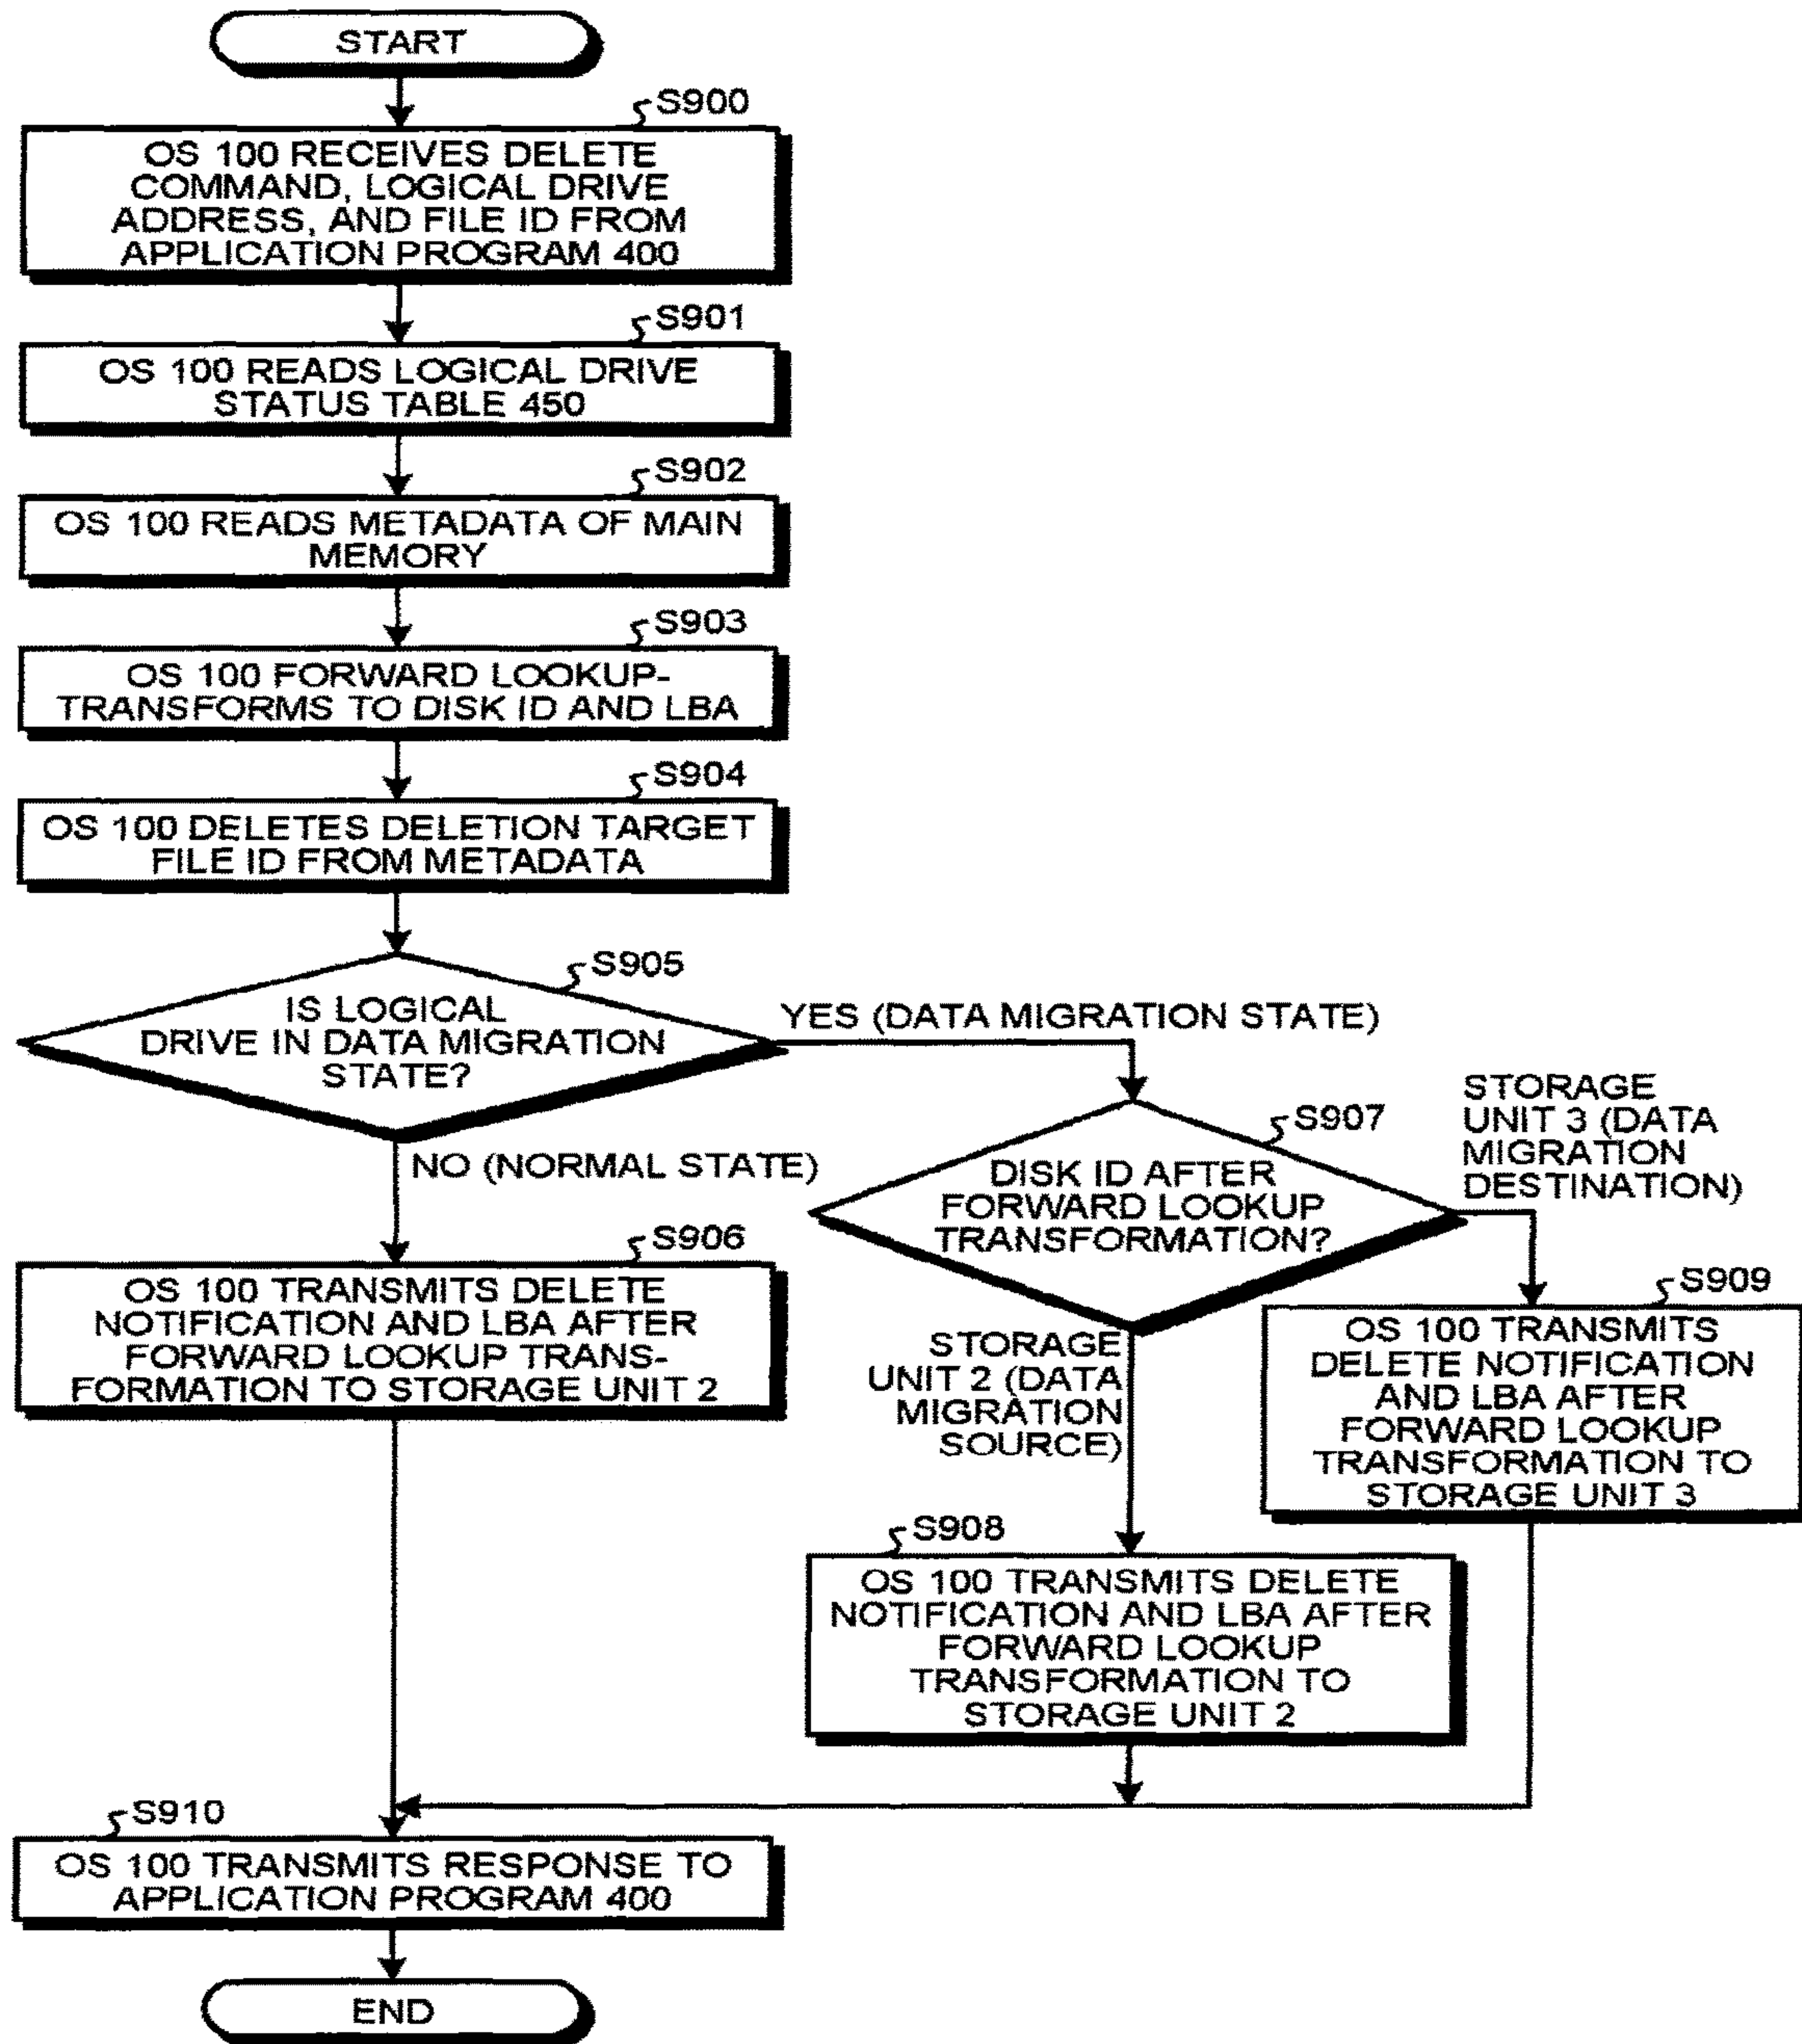 START
S900
OS 100 RECEIVES DELETE
COMMAND, LOGICAL DRIVE
ADDRESS, AND FILE ID FROM
APPLICATION PROGRAM 400
S901
OS 100 READS LOGICAL DRIVE
STATUS TABLE 450
S902
OS 100 READS METADATA OF MAIN
MEMORY
S903
OS 100 FORWARD LOOKUP-
TRANSFORMS TO DISK ID AND LBA
S904
OS 100 DELETES DELETION TARGET
FILE ID FROM METADATA
S905
IS LOGICAL
DRIVE IN DATA MIGRATION
STATE?
YES (DATA MIGRATION STATE)
NO (NORMAL STATE)
S906
OS 100 TRANSMITS DELETE
NOTIFICATION AND LBA AFTER
FORWARD LOOKUP TRANS-
FORMATION TO STORAGE UNIT 2
S907
DISK ID AFTER
FORWARD LOOKUP
TRANSFORMATION?
STORAGE
UNIT 3 (DATA
MIGRATION
DESTINATION)
STORAGE
UNIT 2 (DATA
MIGRATION
SOURCE)
S909
OS 100 TRANSMITS
DELETE NOTIFICATION
AND LBA AFTER
FORWARD LOOKUP
TRANSFORMATION TO
STORAGE UNIT 3
S908
OS 100 TRANSMITS DELETE
NOTIFICATION AND LBA AFTER
FORWARD LOOKUP
TRANSFORMATION TO
STORAGE UNIT 2
S910
OS 100 TRANSMITS RESPONSE TO
APPLICATION PROGRAM 400
END